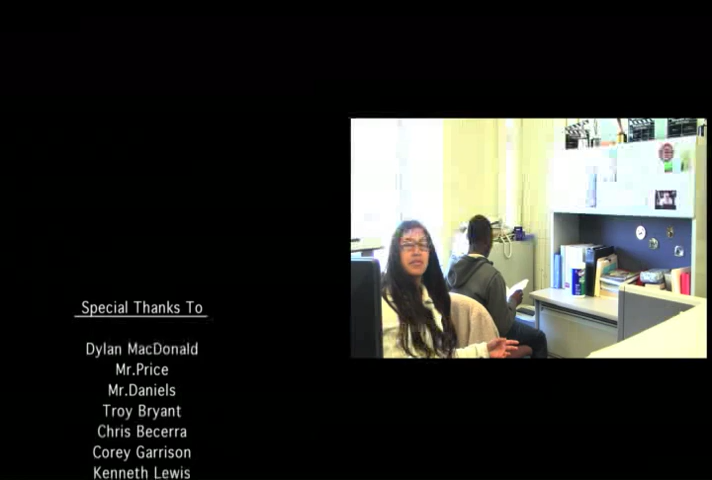 Special Thanks To
Dylan MacDonald
Mr.Price
Mr.Daniels
Troy Bryant
Chris Becerra
Corey Garrison
Kenneth Lewis